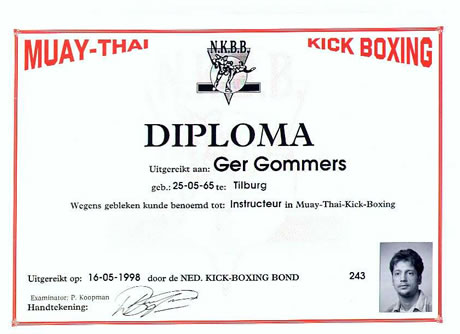 MUAY-THAI
N.K.B.B.
KICK BOXING
DIPLOMA
Uitgereikt aan: Ger Gommers
geb.: 25-05-65 te: Tilburg
Wegens gebleken kunde benoemd tot: Instructeur in Muay-Thai-Kick-Boxing
Uitgereikt op: 16-05-1998 door de NED. KICK-BOXING BOND 243
Examinator: P. Koopman
Handtekening: